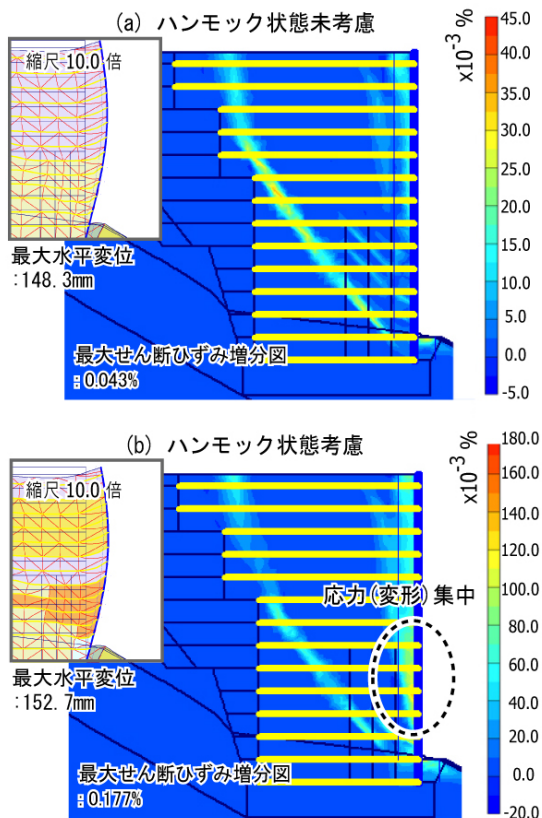 (a) ハンモック状態未考慮
縮尺 10.0 倍
最大水平変位
:148.3mm
最大せん断ひずみ増分図
: 0.043%
x10⁻³ %
45.0
40.0
35.0
30.0
25.0
20.0
15.0
10.0
5.0
0.0
-5.0
(b) ハンモック状態考慮
縮尺 10.0 倍
応力(変形)集中
最大水平変位
:152.7mm
最大せん断ひずみ増分図
:0.177%
x10⁻³ %
180.0
160.0
140.0
120.0
100.0
80.0
60.0
40.0
20.0
0.0
-20.0